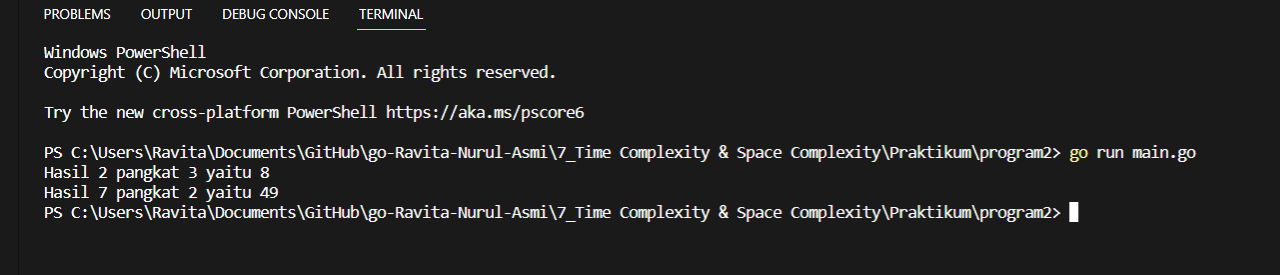 PROBLEMS OUTPUT DEBUG CONSOLE TERMINAL
Windows PowerShell
Copyright (C) Microsoft Corporation. All rights reserved.
Try the new cross-platform PowerShell https://aka.ms/pscore6
PS C:\Users\Ravita\Documents\GitHub\go-Ravita-Nurul-Asmi\7_Time Complexity & Space Complexity\Praktikum\program2> go run main.go
Hasil 2 pangkat 3 yaitu 8
Hasil 7 pangkat 2 yaitu 49
PS C:\Users\Ravita\Documents\GitHub\go-Ravita-Nurul-Asmi\7_Time Complexity & Space Complexity\Praktikum\program2>